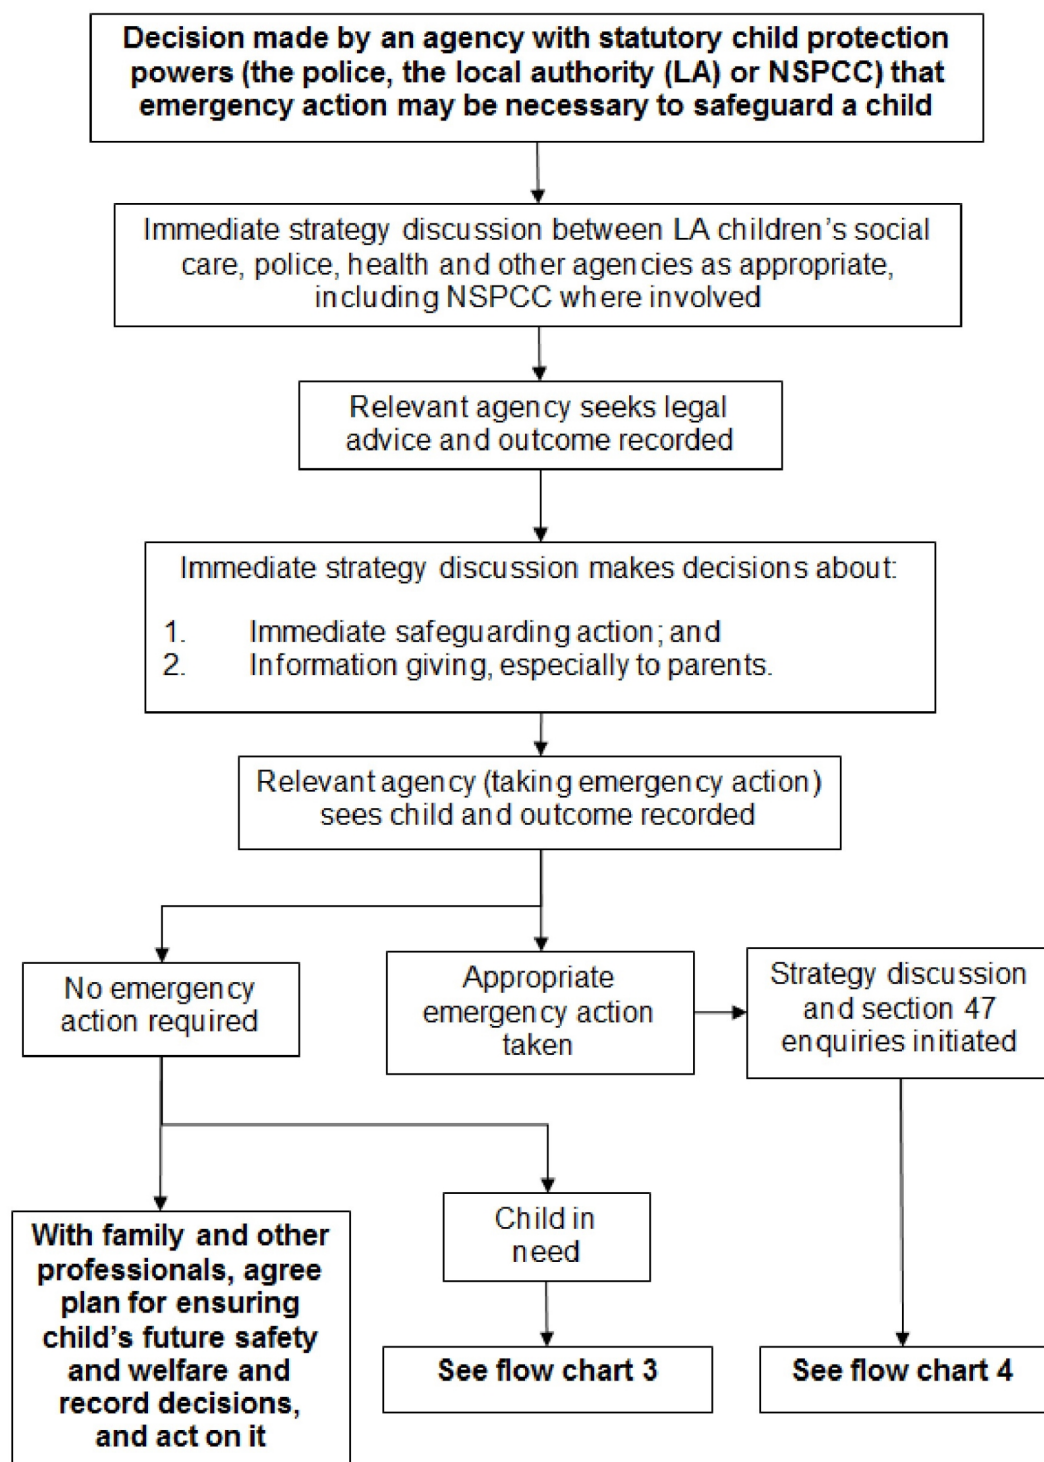 Decision made by an agency with statutory child protection
powers (the police, the local authority (LA) or NSPCC) that
emergency action may be necessary to safeguard a child
Immediate strategy discussion between LA children's social
care, police, health and other agencies as appropriate,
including NSPCC where involved
Relevant agency seeks legal
advice and outcome recorded
Immediate strategy discussion makes decisions about:
1. Immediate safeguarding action; and
2. Information giving, especially to parents.
Relevant agency (taking emergency action)
sees child and outcome recorded
No emergency
action required
Appropriate
emergency action
taken
Strategy discussion
and section 47
enquiries initiated
With family and other
professionals, agree
plan for ensuring
child's future safety
and welfare and
record decisions,
and act on it
Child in
need
See flow chart 3
See flow chart 4